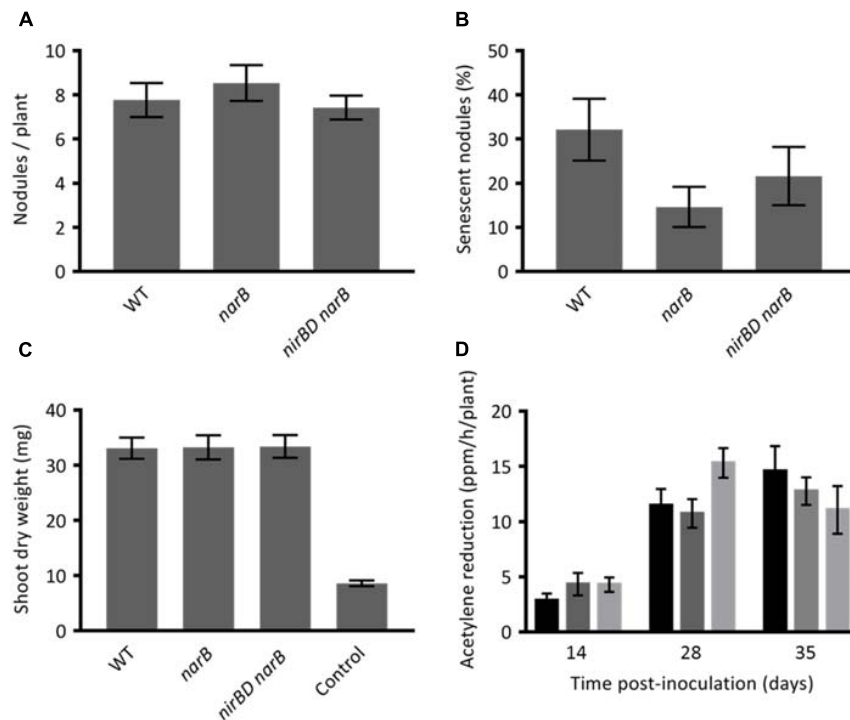 A
Nodules / plant
10
8
6
4
2
0
WT
narB
nirBD narB
B
Senescent nodules (%)
50
40
30
20
10
0
WT
narB
nirBD narB
C
Shoot dry weight (mg)
40
30
20
10
0
WT
narB
nirBD narB
Control
D
Acetylene reduction (ppm/h/plant)
20
15
10
5
0
14 28 35
Time post-inoculation (days)